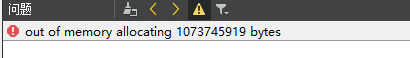 问题
out of memory allocating 1073745919 bytes